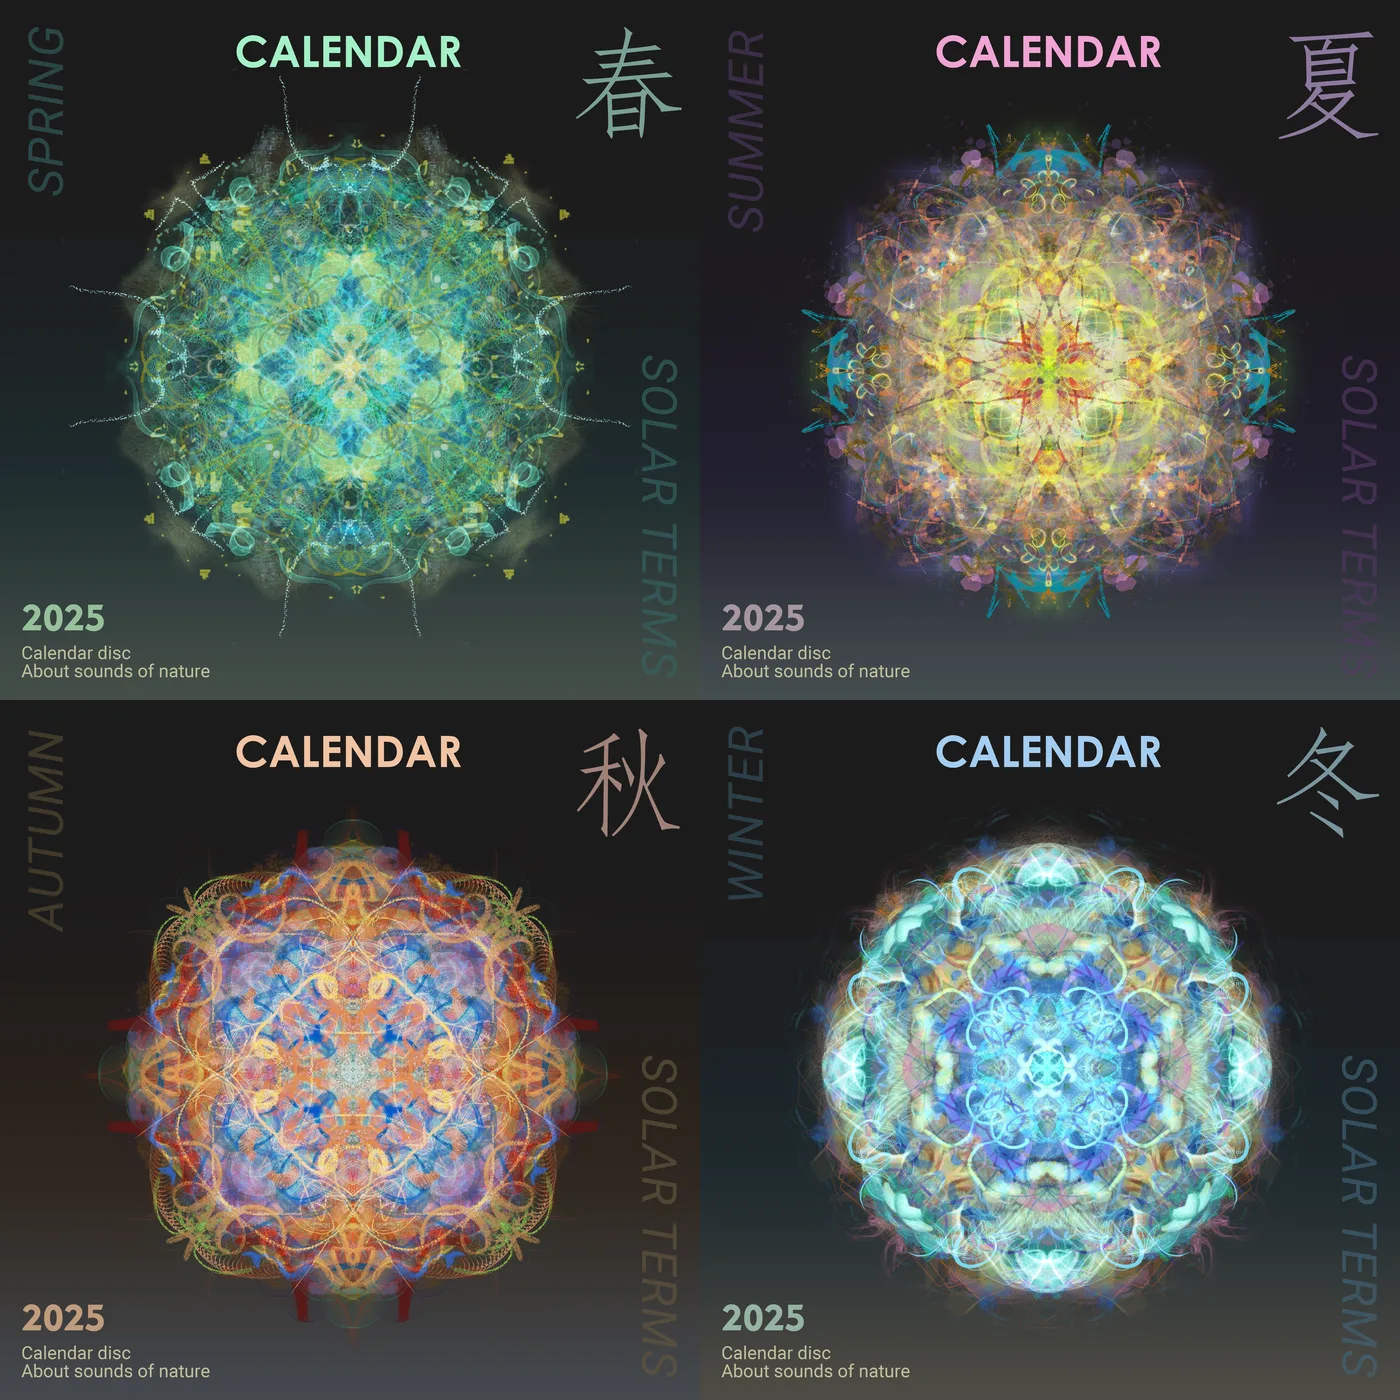 SPRING
CALENDAR
春
SOLAR TERMS
2025
Calendar disc
About sounds of nature
SUMMER
CALENDAR
夏
SOLAR TERMS
2025
Calendar disc
About sounds of nature
AUTUMN
CALENDAR
秋
SOLAR TERMS
2025
Calendar disc
About sounds of nature
WINTER
CALENDAR
冬
SOLAR TERMS
2025
Calendar disc
About sounds of nature